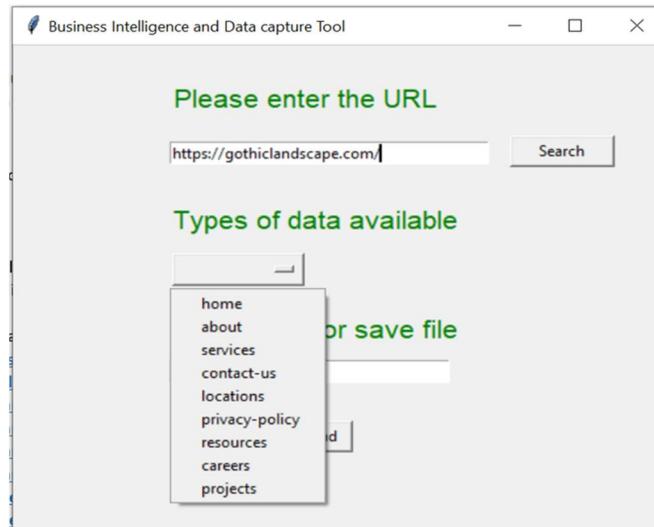 Business Intelligence and Data capture Tool
Please enter the URL
https://gothiclandscape.com/
Search
Types of data available
home
about
services
contact-us
locations
privacy-policy
resources
careers
projects
or save file